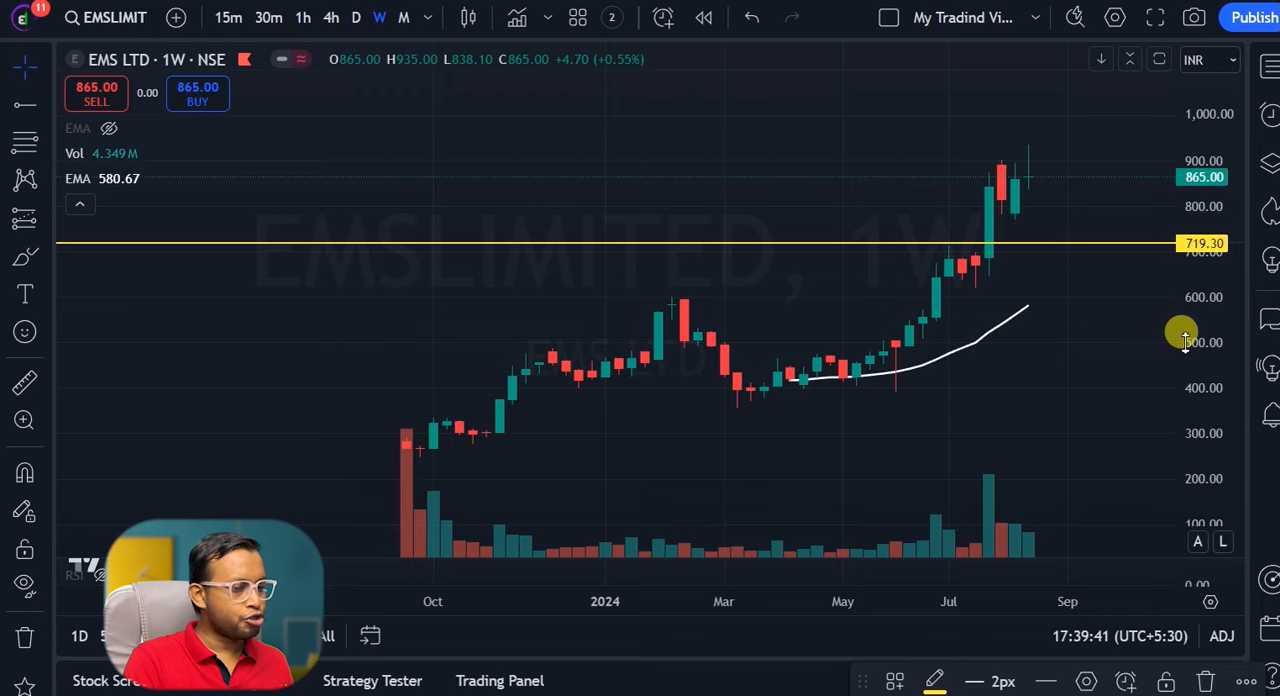 11
EMSLIMIT
15m 30m 1h 4h D W M
2
My Tradind Vi...
Publish
E EMS LTD · 1W · NSE
O865.00 H935.00 L838.10 C865.00 +4.70 (+0.55%)
INR
865.00
SELL
0.00
865.00
BUY
EMA
Vol 4.349 M
EMA 580.67
EMSLIMITED, 1W
EMS LTD
1,000.00
900.00
865.00
800.00
719.30
700.00
600.00
500.00
400.00
300.00
200.00
100.00
0.00
A L
RSI
Oct 2024 Mar May Jul Sep
1D
17:39:41 (UTC+5:30) ADJ
Strategy Tester Trading Panel
2px